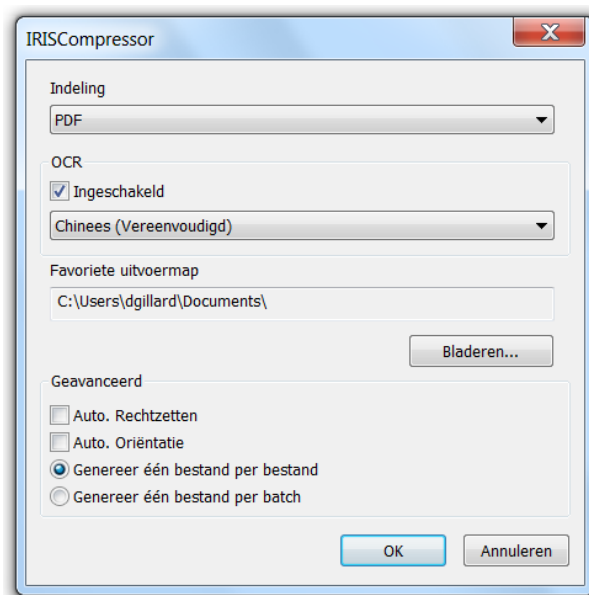 IRISCompressor
Indeling
PDF
OCR
Ingeschakeld
Chinees (Vereenvoudigd)
Favoriete uitvoermap
C:\Users\dgillard\Documents\
Bladeren...
Geavanceerd
Auto. Rechtzetten
Auto. Oriëntatie
Genereer één bestand per bestand
Genereer één bestand per batch
OK Annuleren